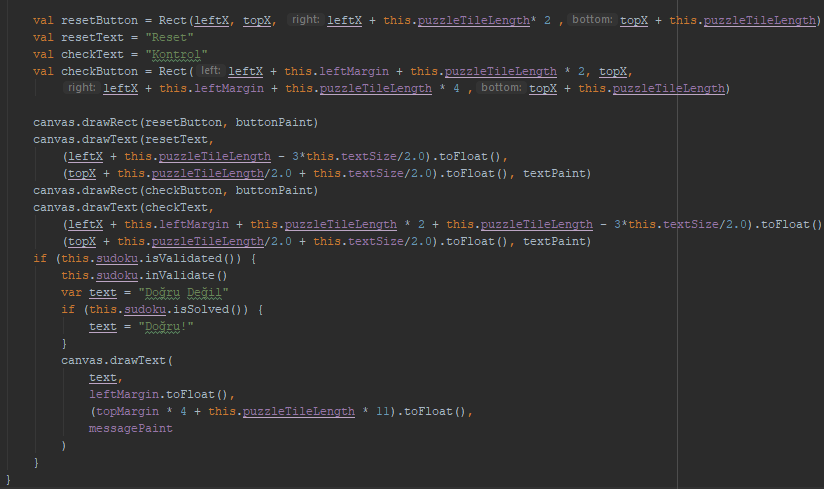 val resetButton = Rect(leftX, topX, right: leftX + this.puzzleTileLength* 2 , bottom: topX + this.puzzleTileLength)
val resetText = "Reset"
val checkText = "Kontrol"
val checkButton = Rect( left: leftX + this.leftMargin + this.puzzleTileLength * 2, topX,
right: leftX + this.leftMargin + this.puzzleTileLength * 4 , bottom: topX + this.puzzleTileLength)
canvas.drawRect(resetButton, buttonPaint)
canvas.drawText(resetText,
(leftX + this.puzzleTileLength - 3*this.textSize/2.0).toFloat(),
(topX + this.puzzleTileLength/2.0 + this.textSize/2.0).toFloat(), textPaint)
canvas.drawRect(checkButton, buttonPaint)
canvas.drawText(checkText,
(leftX + this.leftMargin + this.puzzleTileLength * 2 + this.puzzleTileLength - 3*this.textSize/2.0).toFloat()
(topX + this.puzzleTileLength/2.0 + this.textSize/2.0).toFloat(), textPaint)
if (this.sudoku.isValidated()) {
this.sudoku.inValidate()
var text = "Doğru Değil"
if (this.sudoku.isSolved()) {
text = "Doğru!"
}
canvas.drawText(
text,
leftMargin.toFloat(),
(topMargin * 4 + this.puzzleTileLength * 11).toFloat(),
messagePaint
)
}
}